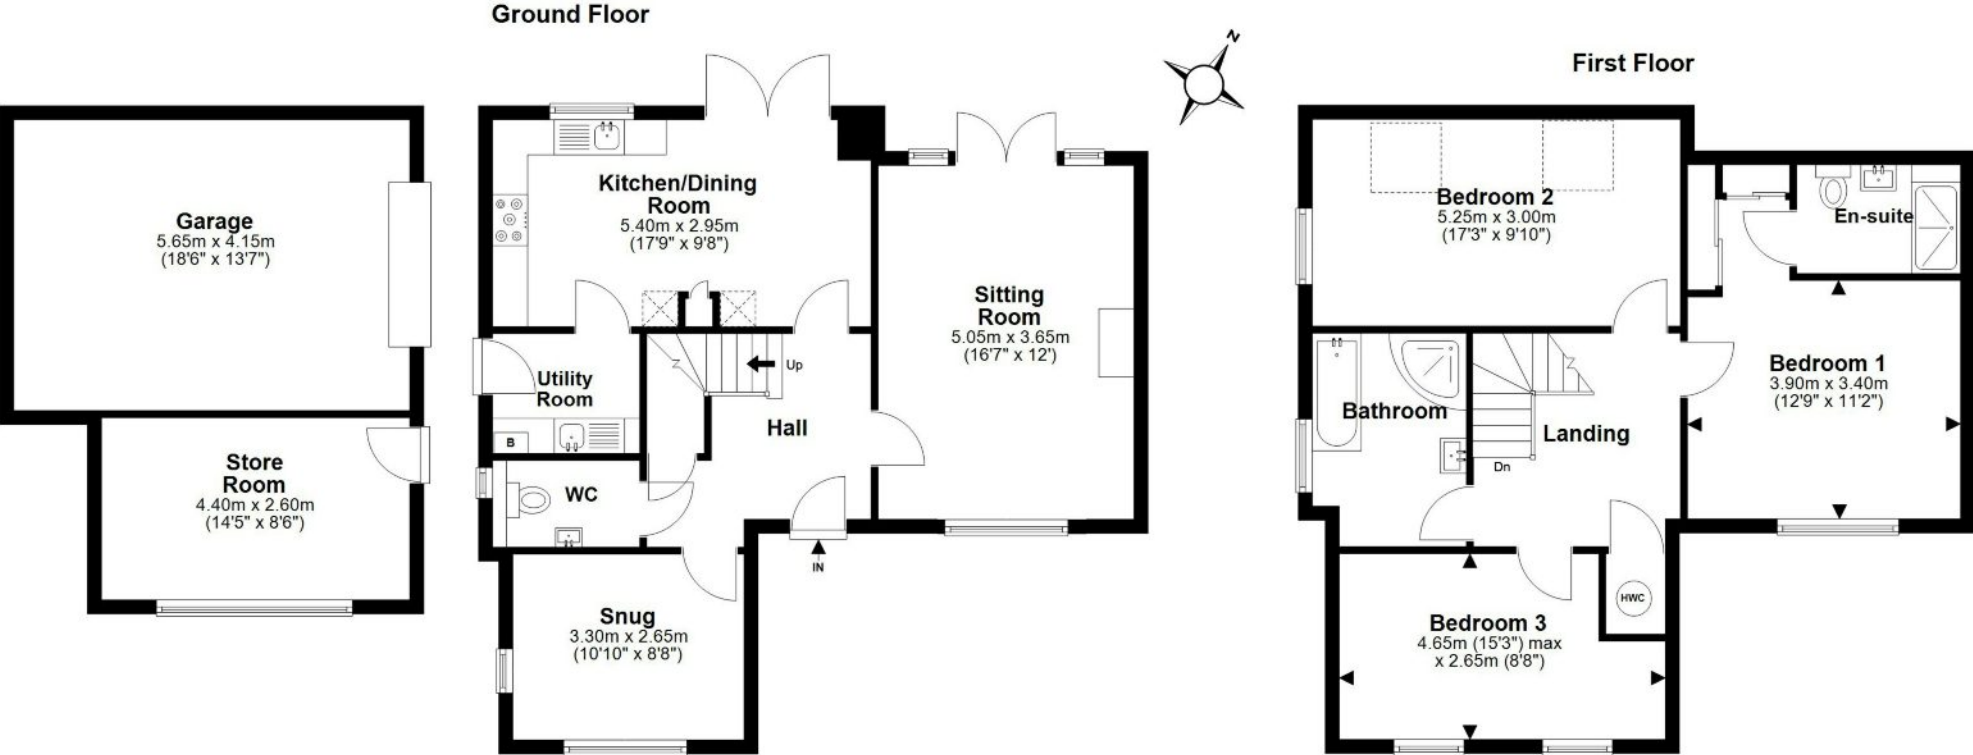 Ground Floor
N
First Floor
Garage
5.65m x 4.15m
(18'6" x 13'7")
Store
Room
4.40m x 2.60m
(14'5" x 8'6")
Kitchen/Dining
Room
5.40m x 2.95m
(17'9" x 9'8")
Sitting
Room
5.05m x 3.65m
(16'7" x 12')
Utility
Room
B
Up
Hall
WC
IN
Snug
3.30m x 2.65m
(10'10" x 8'8")
Bedroom 2
5.25m x 3.00m
(17'3" x 9'10")
En-suite
Bedroom 1
3.90m x 3.40m
(12'9" x 11'2")
Bathroom
Landing
Dn
HWC
Bedroom 3
4.65m (15'3") max
x 2.65m (8'8")